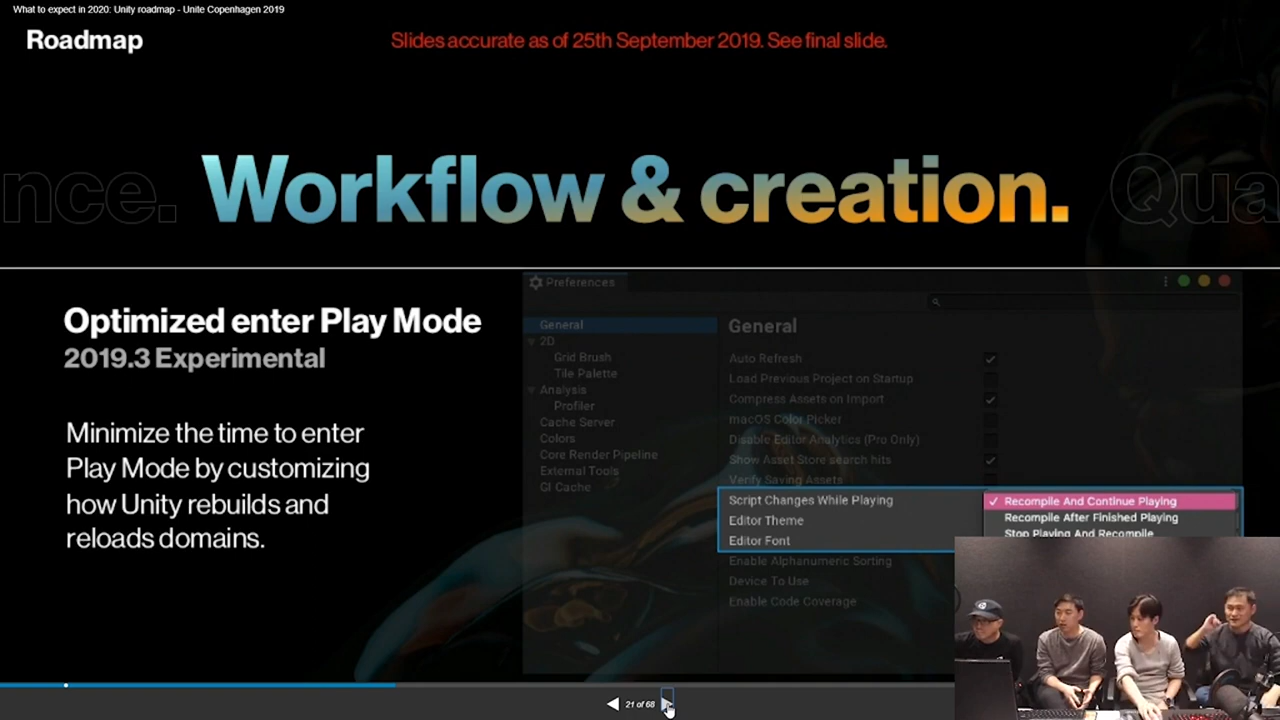 What to expect in 2020: Unity roadmap - Unite Copenhagen 2019
Roadmap
Slides accurate as of 25th September 2019. See final slide.
nce. Workflow & creation. Qua
Optimized enter Play Mode
2019.3 Experimental
Minimize the time to enter
Play Mode by customizing
how Unity rebuilds and
reloads domains.
Preferences
General
2D
Grid Brush
Tile Palette
Analysis
Profiler
Cache Server
Colors
Core Render Pipeline
External Tools
GI Cache
General
Auto Refresh
Load Previous Project on Startup
Compress Assets on Import
macOS Color Picker
Disable Editor Analytics (Pro Only)
Show Asset Store search hits
Verify Saving Assets
Script Changes While Playing
Editor Theme
Editor Font
Enable Alphanumeric Sorting
Device To Use
Enable Code Coverage
✓ Recompile And Continue Playing
Recompile After Finished Playing
Stop Playing And Recompile
21 of 68